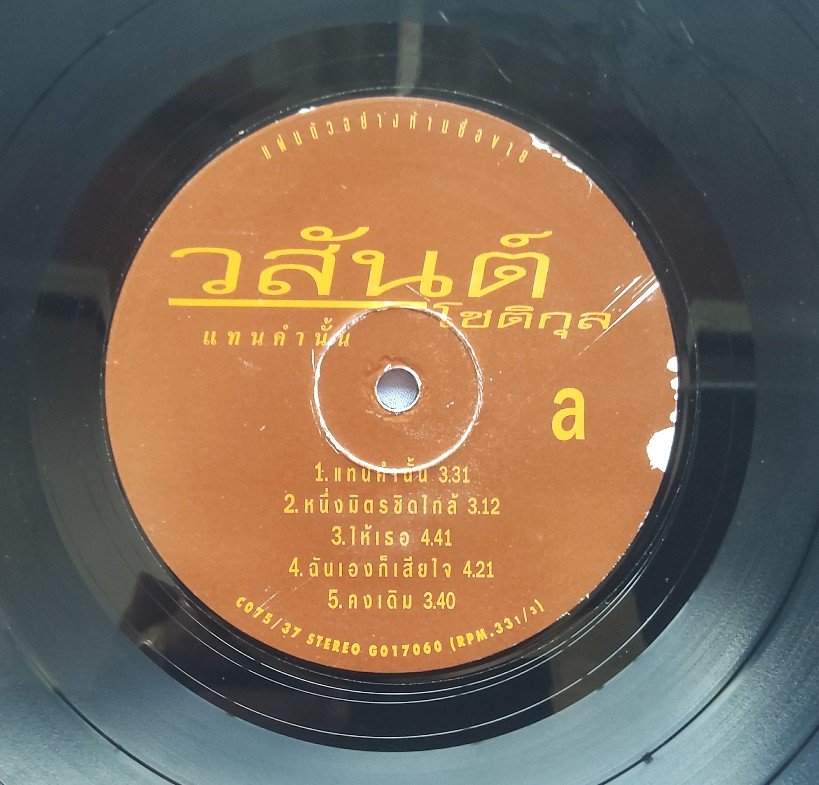 แผ่นตัวอย่างห้ามซื้อขาย
วสันต์
โชติกุล
แทนคำนั้น
a
1. แทนคำนั้น 3.31
2. หนึ่งมิตรชิดใกล้ 3.12
3. ให้เธอ 4.41
4. ฉันเองก็เสียใจ 4.21
5. คงเดิม 3.40
C075/37 STEREO G017060 (RPM.33 1/3)